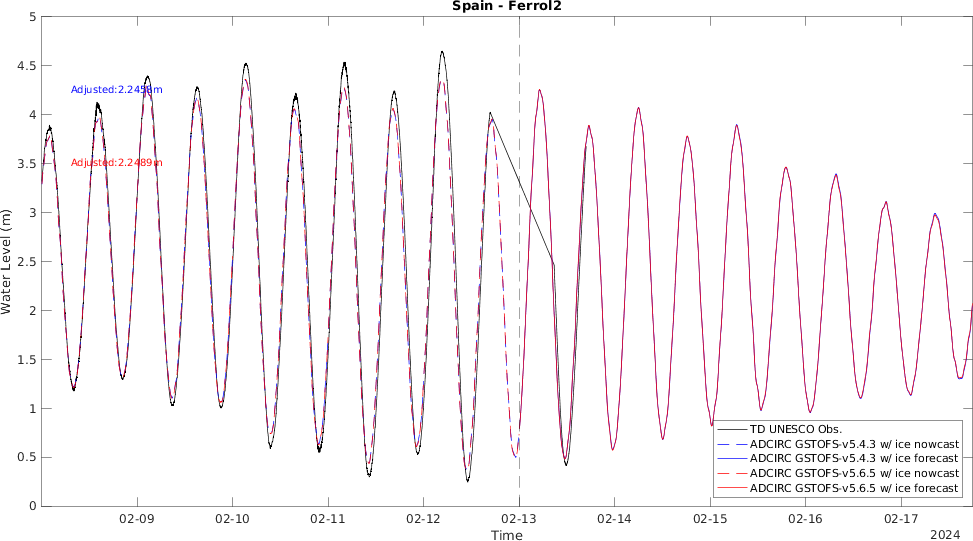 Spain - Ferrol2
5
4.5
4
3.5
3
2.5
2
1.5
1
0.5
0
Water Level (m)
Adjusted:2.2458m
Adjusted:2.2489m
TD UNESCO Obs.
ADCIRC GSTOFS-v5.4.3 w/ ice nowcast
ADCIRC GSTOFS-v5.4.3 w/ ice forecast
ADCIRC GSTOFS-v5.6.5 w/ ice nowcast
ADCIRC GSTOFS-v5.6.5 w/ ice forecast
02-09 02-10 02-11 02-12 02-13 02-14 02-15 02-16 02-17
Time
2024